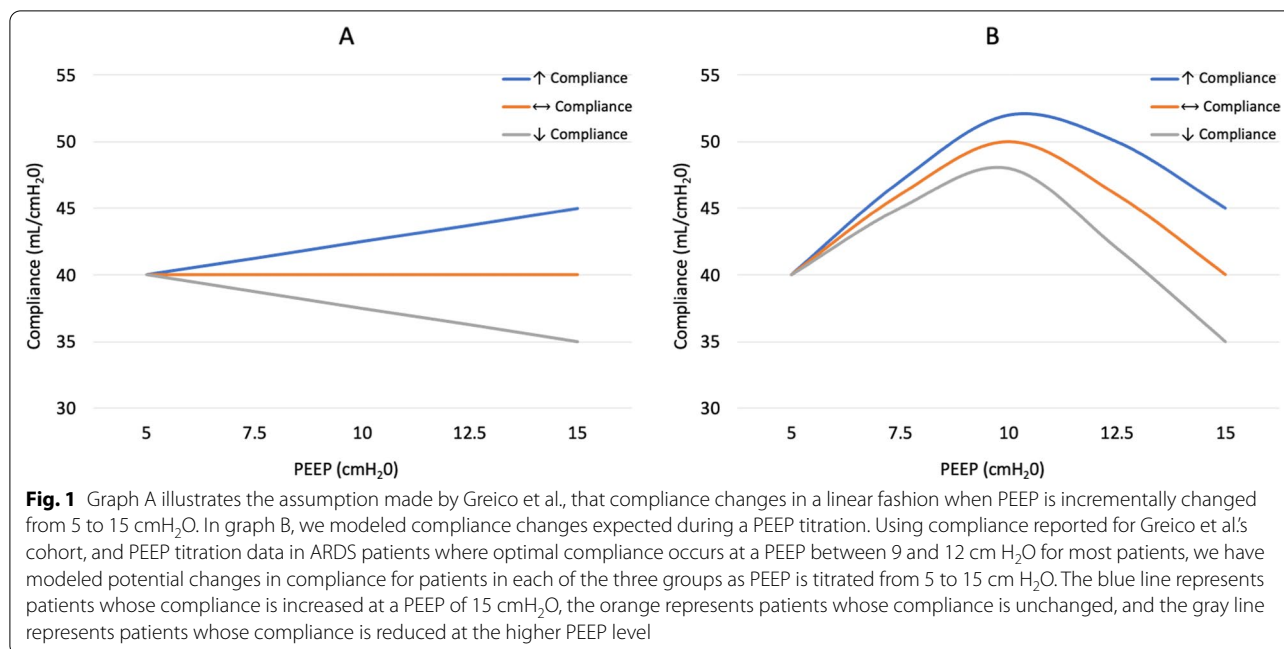 A
55
50
45
40
35
30
Compliance (mL/cmH₂0)
5 7.5 10 12.5 15
PEEP (cmH₂0)
↑ Compliance
↔ Compliance
↓ Compliance
B
55
50
45
40
35
30
Compliance (mL/cmH₂0)
5 7.5 10 12.5 15
PEEP (cmH₂0)
↑ Compliance
↔ Compliance
↓ Compliance
Fig. 1 Graph A illustrates the assumption made by Greico et al., that compliance changes in a linear fashion when PEEP is incrementally changed
from 5 to 15 cmH₂O. In graph B, we modeled compliance changes expected during a PEEP titration. Using compliance reported for Greico et al.'s
cohort, and PEEP titration data in ARDS patients where optimal compliance occurs at a PEEP between 9 and 12 cm H₂O for most patients, we have
modeled potential changes in compliance for patients in each of the three groups as PEEP is titrated from 5 to 15 cm H₂O. The blue line represents
patients whose compliance is increased at a PEEP of 15 cmH₂O, the orange represents patients whose compliance is unchanged, and the gray line
represents patients whose compliance is reduced at the higher PEEP level